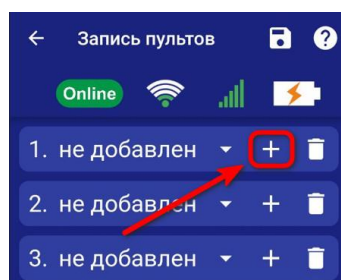 Запись пультов
Online
1. не добавлен
2. не добавлен
3. не добавлен